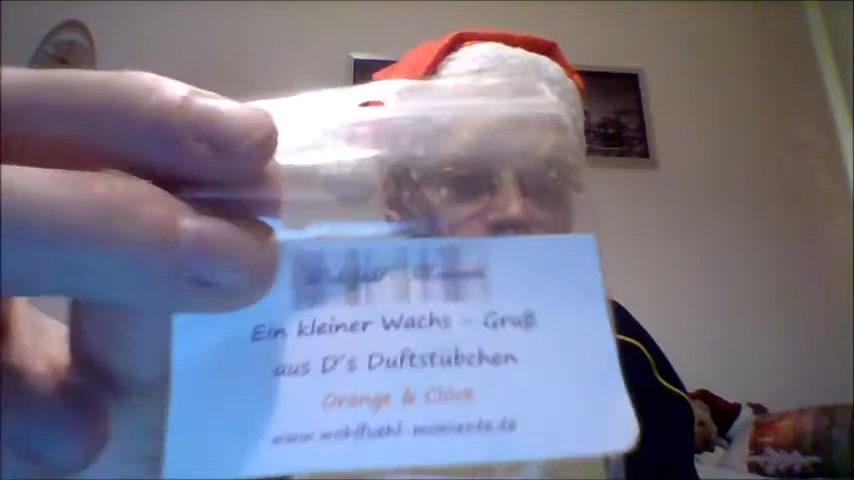 Ein kleiner Wachs - Gruß
aus D's Duftstübchen
Orange & Clove
www.wohlfuehl-momente.de